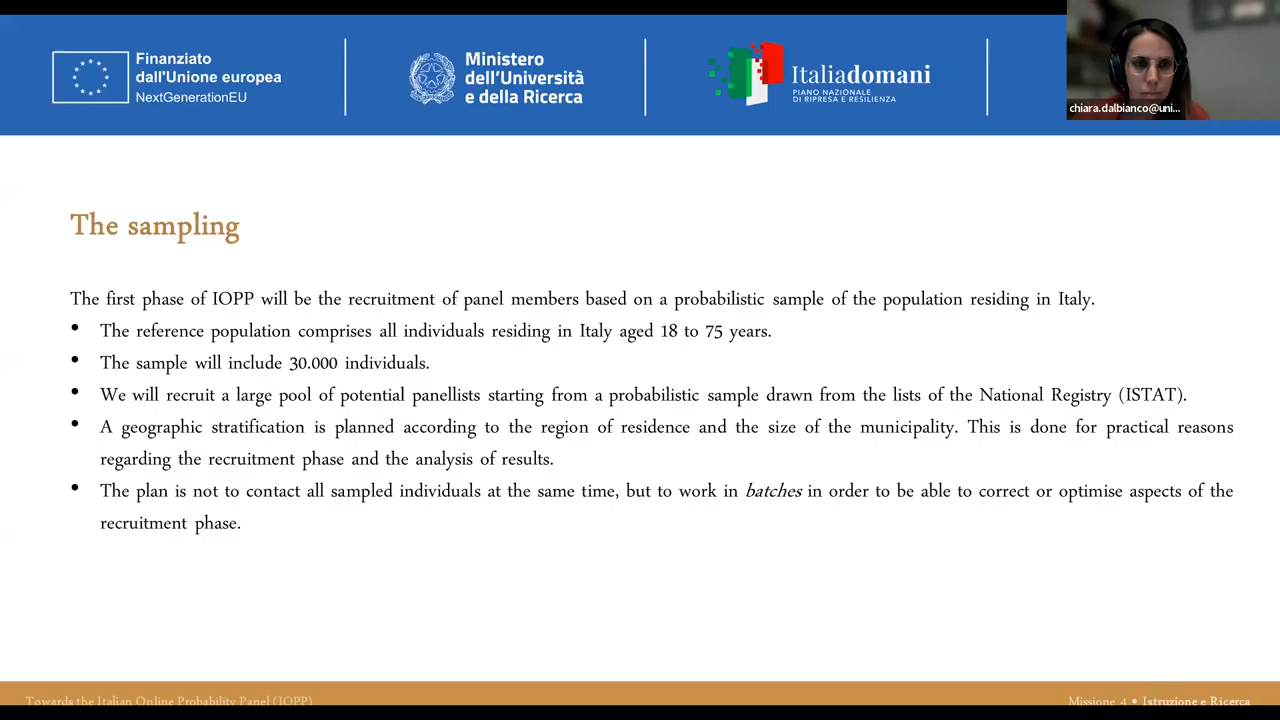 Finanziato
dall'Unione europea
NextGenerationEU
Ministero
dell'Università
e della Ricerca
Italiadomani
PIANO NAZIONALE
DI RIPRESA E RESILIENZA
chiara.dalbianco@uni...
The sampling
The first phase of IOPP will be the recruitment of panel members based on a probabilistic sample of the population residing in Italy.
• The reference population comprises all individuals residing in Italy aged 18 to 75 years.
• The sample will include 30.000 individuals.
• We will recruit a large pool of potential panellists starting from a probabilistic sample drawn from the lists of the National Registry (ISTAT).
• A geographic stratification is planned according to the region of residence and the size of the municipality. This is done for practical reasons
regarding the recruitment phase and the analysis of results.
• The plan is not to contact all sampled individuals at the same time, but to work in batches in order to be able to correct or optimise aspects of the
recruitment phase.
Towards the Italian Online Probability Panel (IOPP)
Missione 4 • Istruzione e Ricerca